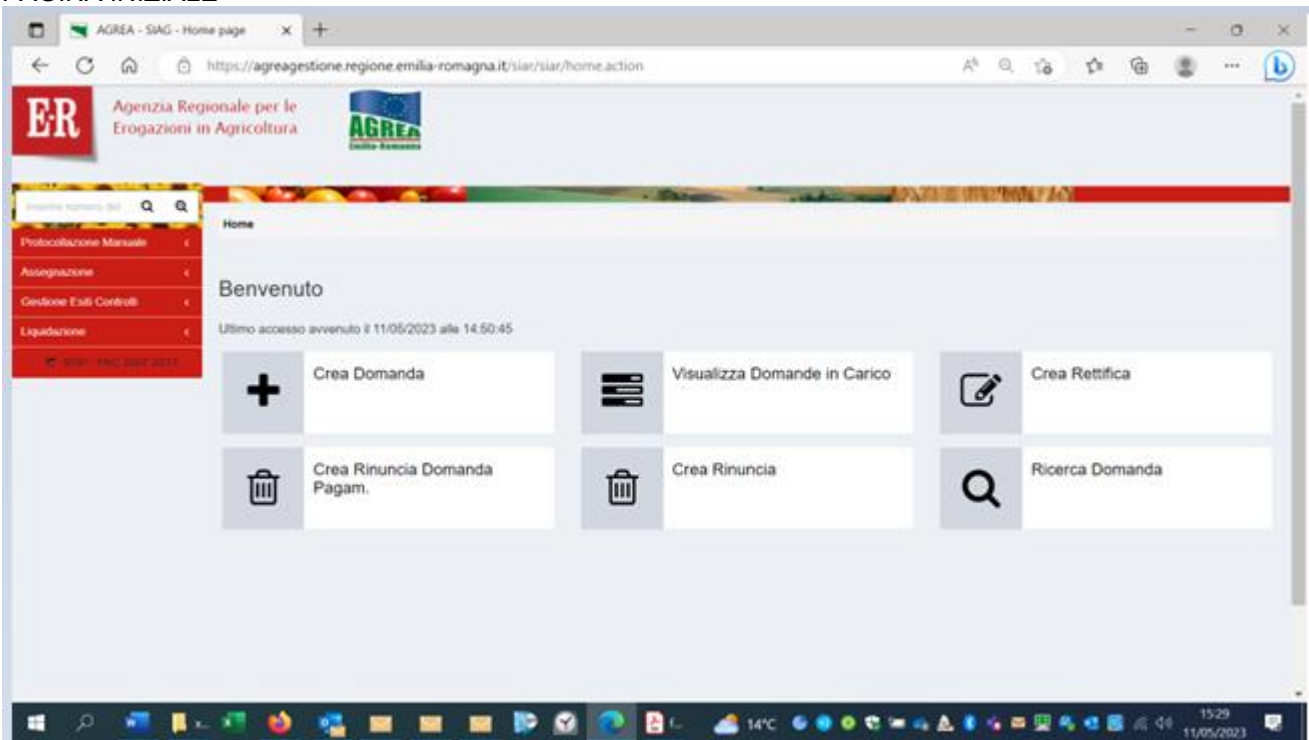 AGREA - SIAG - Home page
https://agreagestione.regione.emilia-romagna.it/siar/siar/home.action
E·R
Agenzia Regionale per le
Erogazioni in Agricoltura
AGREA
Emilia-Romagna
Home
Protocollazione Manuale
Assegnazione
Gestione Esiti Controlli
Liquidazione
Benvenuto
Ultimo accesso avvenuto il 11/05/2023 alle 14:50:45
Crea Domanda
Visualizza Domande in Carico
Crea Rettifica
Crea Rinuncia Domanda
Pagam.
Crea Rinuncia
Ricerca Domanda
14°C
15:29
11/05/2023